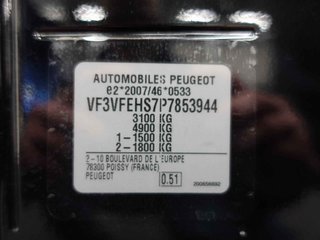 AUTOMOBILES PEUGEOT
e2*2007/46*0533
VF3VFEHS7P7853944
3100 KG
4900 KG
1-1500 KG
2-1800 KG
2-10 BOULEVARD DE L'EUROPE
78300 POISSY (FRANCE)
PEUGEOT
0.51